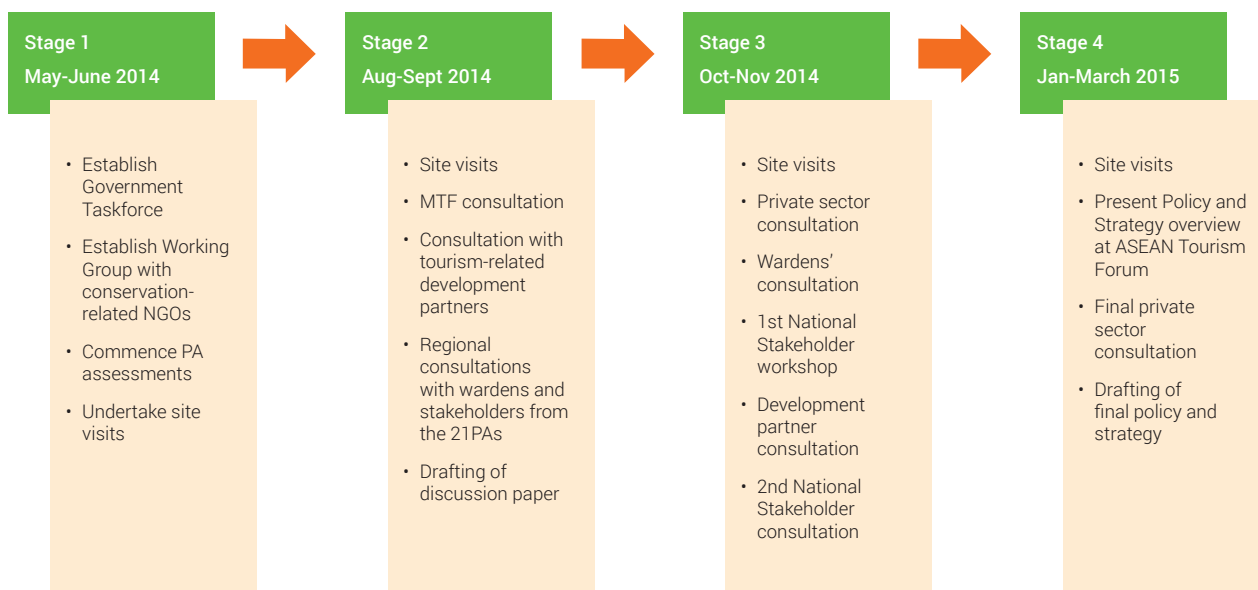 Stage 1
May-June 2014
• Establish
Government
Taskforce
• Establish Working
Group with
conservation-
related NGOs
• Commence PA
assessments
• Undertake site
visits
Stage 2
Aug-Sept 2014
• Site visits
• MTF consultation
• Consultation with
tourism-related
development
partners
• Regional
consultations
with wardens and
stakeholders from
the 21PAs
• Drafting of
discussion paper
Stage 3
Oct-Nov 2014
• Site visits
• Private sector
consultation
• Wardens’
consultation
• 1st National
Stakeholder
workshop
• Development
partner
consultation
• 2nd National
Stakeholder
consultation
Stage 4
Jan-March 2015
• Site visits
• Present Policy and
Strategy overview
at ASEAN Tourism
Forum
• Final private
sector
consultation
• Drafting of
final policy and
strategy